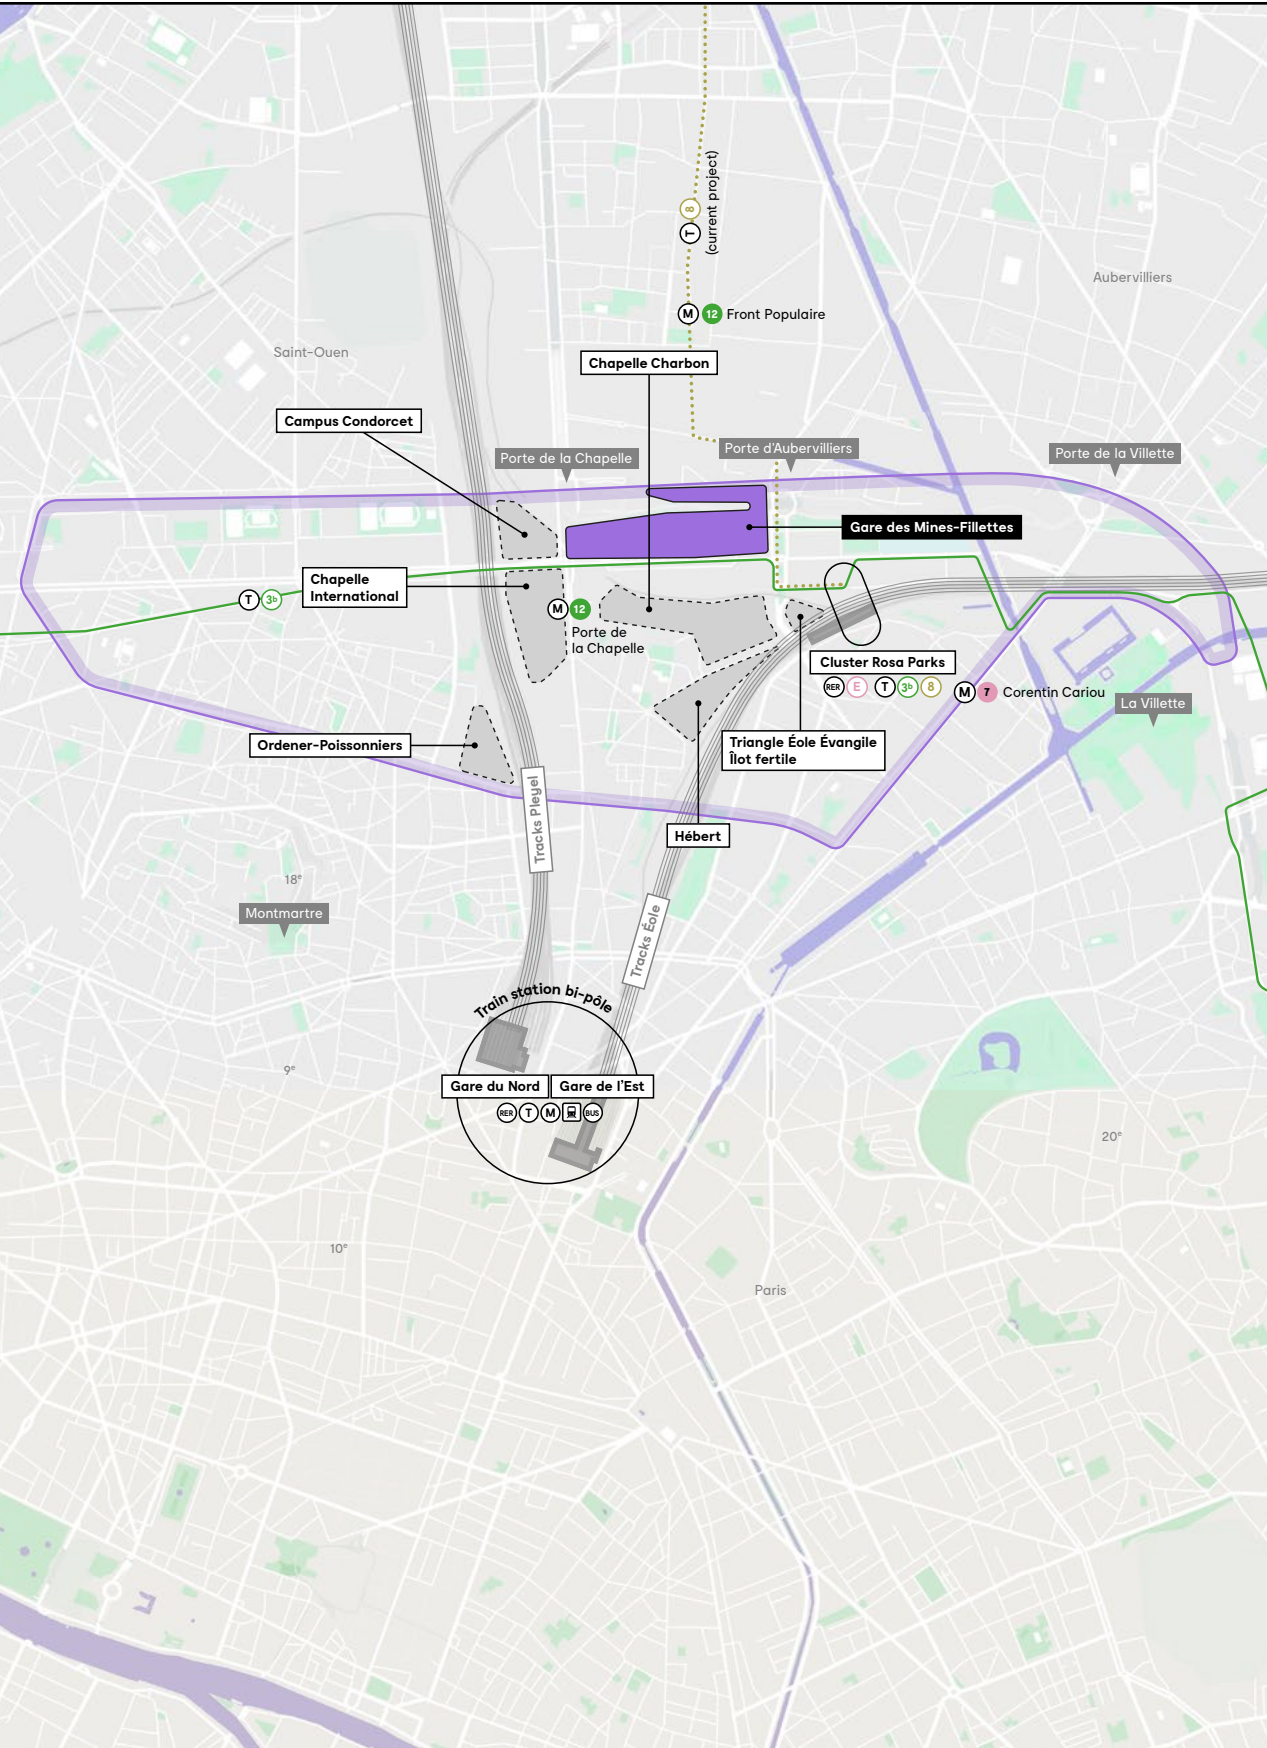 8
T
(current project)
Aubervilliers
M 12 Front Populaire
Saint-Ouen
Chapelle Charbon
Campus Condorcet
Porte de la Chapelle
Porte d'Aubervilliers
Porte de la Villette
Gare des Mines-Fillettes
Chapelle
International
T 3b
M 12
Porte de
la Chapelle
Cluster Rosa Parks
RER E T 3b 8
M 7 Corentin Cariou
La Villette
Ordener-Poissonniers
Triangle Éole Évangile
Îlot fertile
Tracks Pleyel
Hébert
18e
Montmartre
Tracks Éole
Train station bi-pôle
9e
Gare du Nord
Gare de l'Est
RER T M BUS
20e
10e
Paris